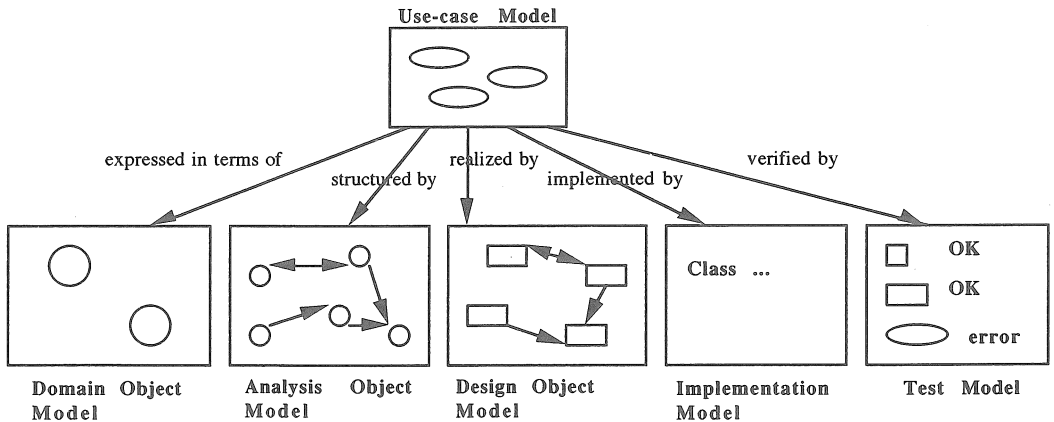 Use-case Model
expressed in terms of
structured by
realized by
implemented by
verified by
Class ...
OK
OK
error
Domain Object
Model
Analysis Object
Model
Design Object
Model
Implementation
Model
Test Model